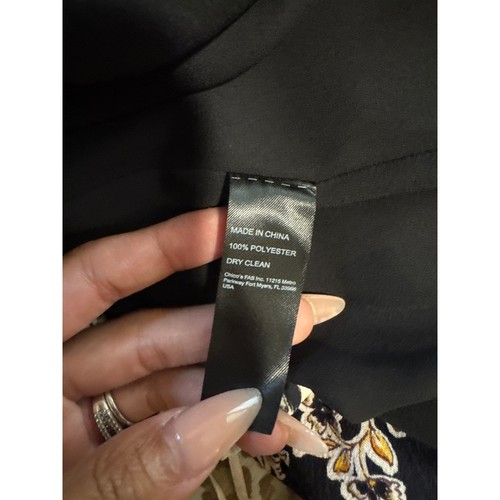 MADE IN CHINA
100% POLYESTER
DRY CLEAN
Chico's FAS Inc. 11215 Metro
Parkway Fort Myers, FL 33966
USA